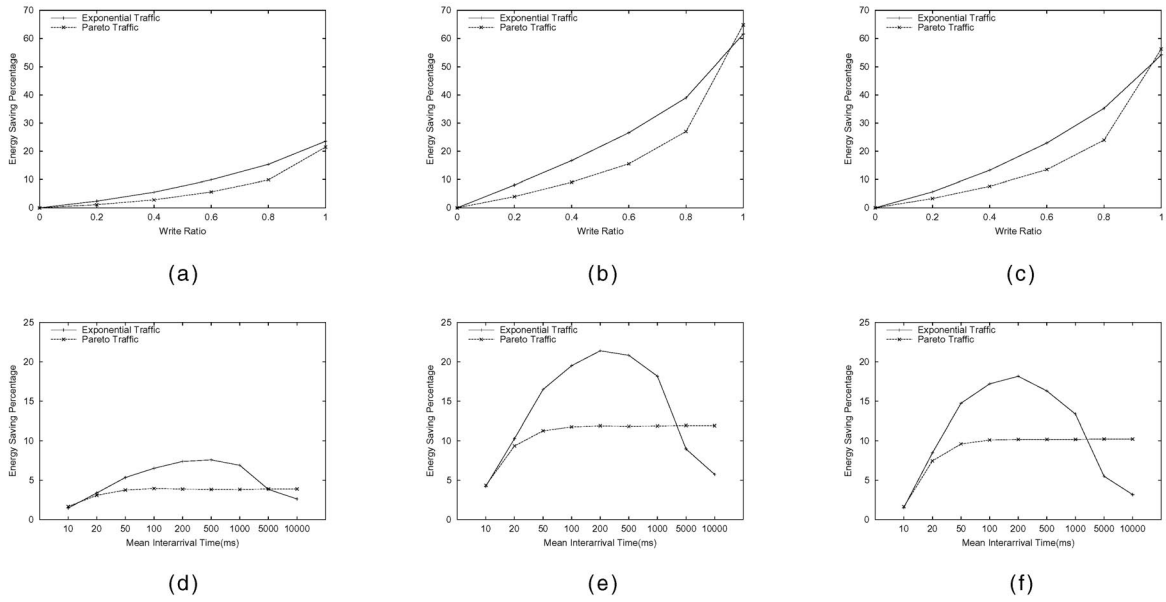 70
Exponential Traffic
Pareto Traffic
60
50
40
30
20
10
0
0 0.2 0.4 0.6 0.8 1
Energy Saving Percentage
Write Ratio
(a)
70
Exponential Traffic
Pareto Traffic
60
50
40
30
20
10
0
0 0.2 0.4 0.6 0.8 1
Energy Saving Percentage
Write Ratio
(b)
70
Exponential Traffic
Pareto Traffic
60
50
40
30
20
10
0
0 0.2 0.4 0.6 0.8 1
Energy Saving Percentage
Write Ratio
(c)
25
Exponential Traffic
Pareto Traffic
20
15
10
5
0
10 20 50 100 200 500 1000 5000 10000
Energy Saving Percentage
Mean Interarrival Time(ms)
(d)
25
Exponential Traffic
Pareto Traffic
20
15
10
5
0
10 20 50 100 200 500 1000 5000 10000
Energy Saving Percentage
Mean Interarrival Time(ms)
(e)
25
Exponential Traffic
Pareto Traffic
20
15
10
5
0
10 20 50 100 200 500 1000 5000 10000
Energy Saving Percentage
Mean Interarrival Time(ms)
(f)